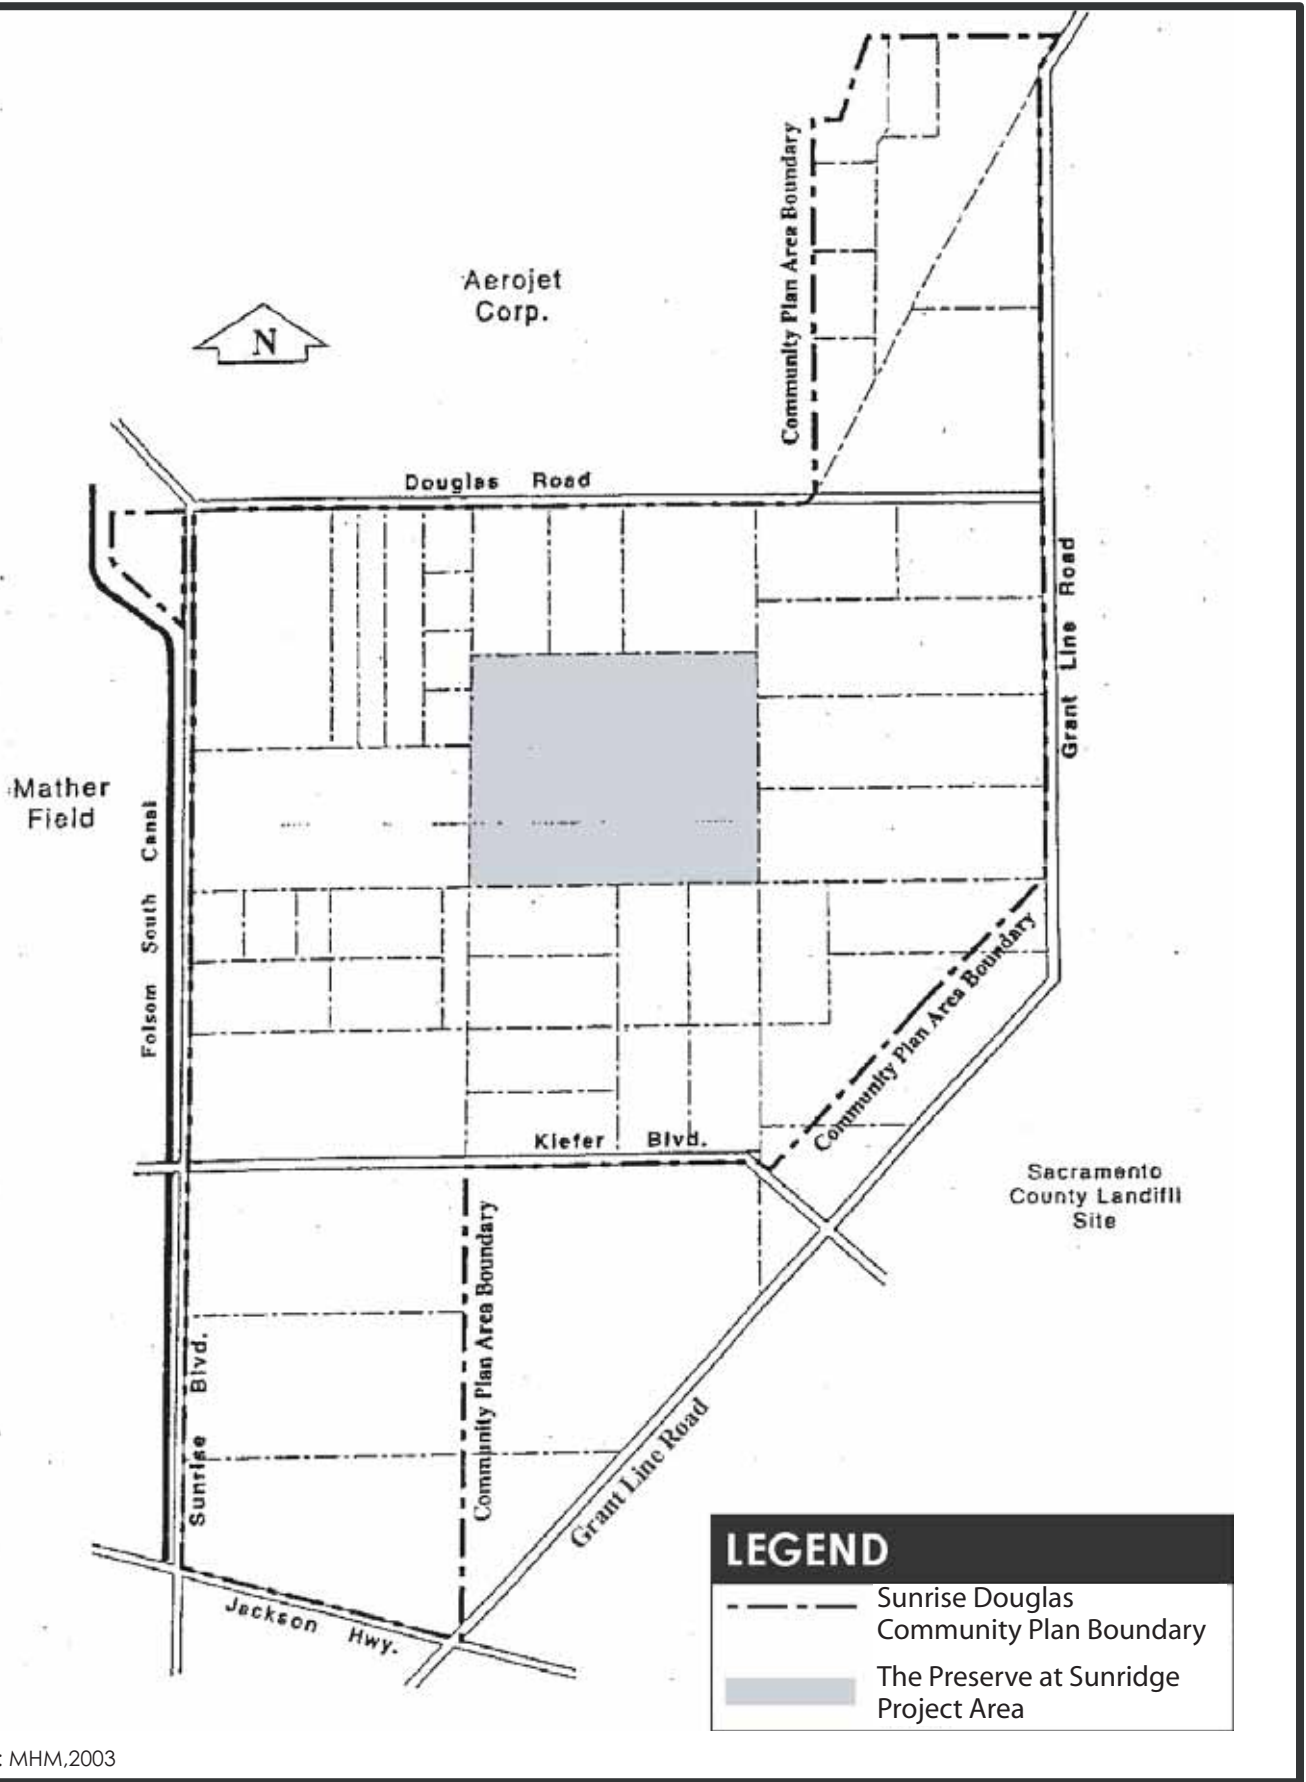 Community Plan Area Boundary
Aerojet
Corp.
N
Douglas Road
Grant Line Road
Mather
Field
Folsom South Canal
Community Plan Area Boundary
Kiefer Blvd.
Sacramento
County Landifll
Site
Community Plan Area Boundary
Sunrise Blvd.
Grant Line Road
Jackson Hwy.
LEGEND
Sunrise Douglas
Community Plan Boundary
The Preserve at Sunridge
Project Area
: MHM,2003